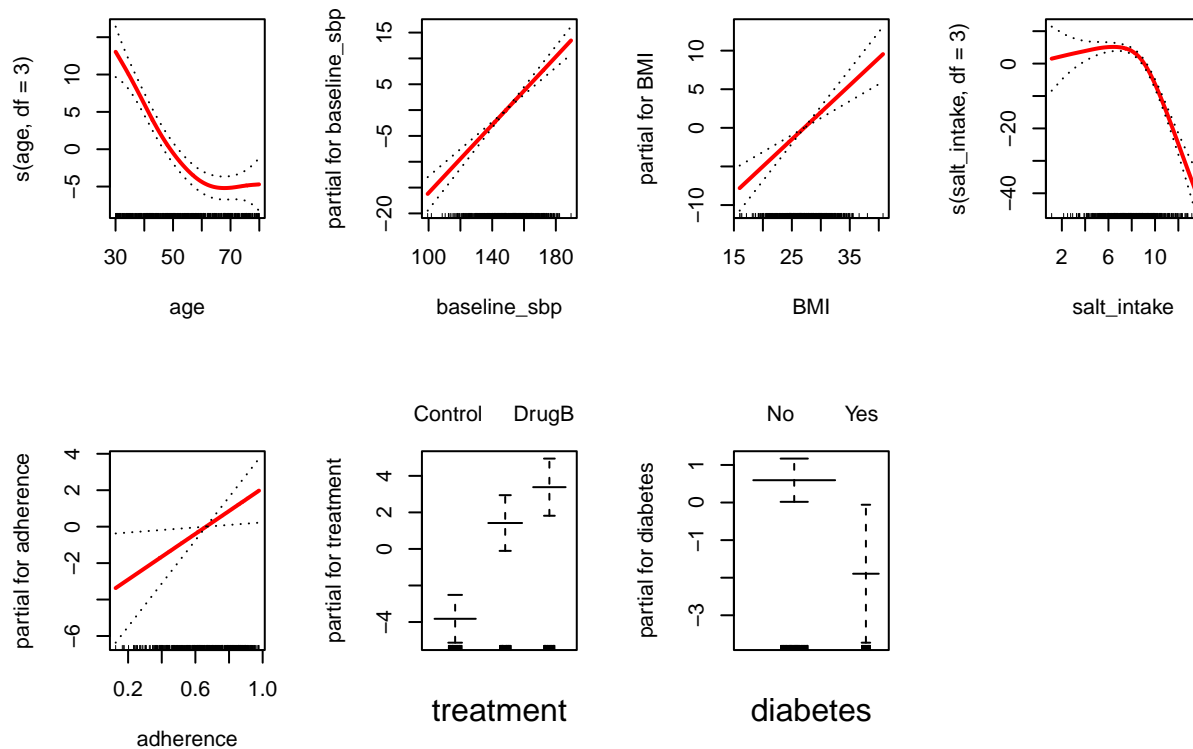 s(age, df = 3)
−5 0 5 10
30 50 70
age
partial for baseline_sbp
−20 −5 5 15
100 140 180
baseline_sbp
partial for BMI
−10 0 5 10
15 25 35
BMI
s(salt_intake, df = 3)
−40 −20 0
2 6 10
salt_intake
partial for adherence
−6 −2 0 2 4
0.2 0.6 1.0
adherence
Control DrugB
partial for treatment
−4 0 2 4
treatment
No Yes
partial for diabetes
−3 −1 0 1
diabetes